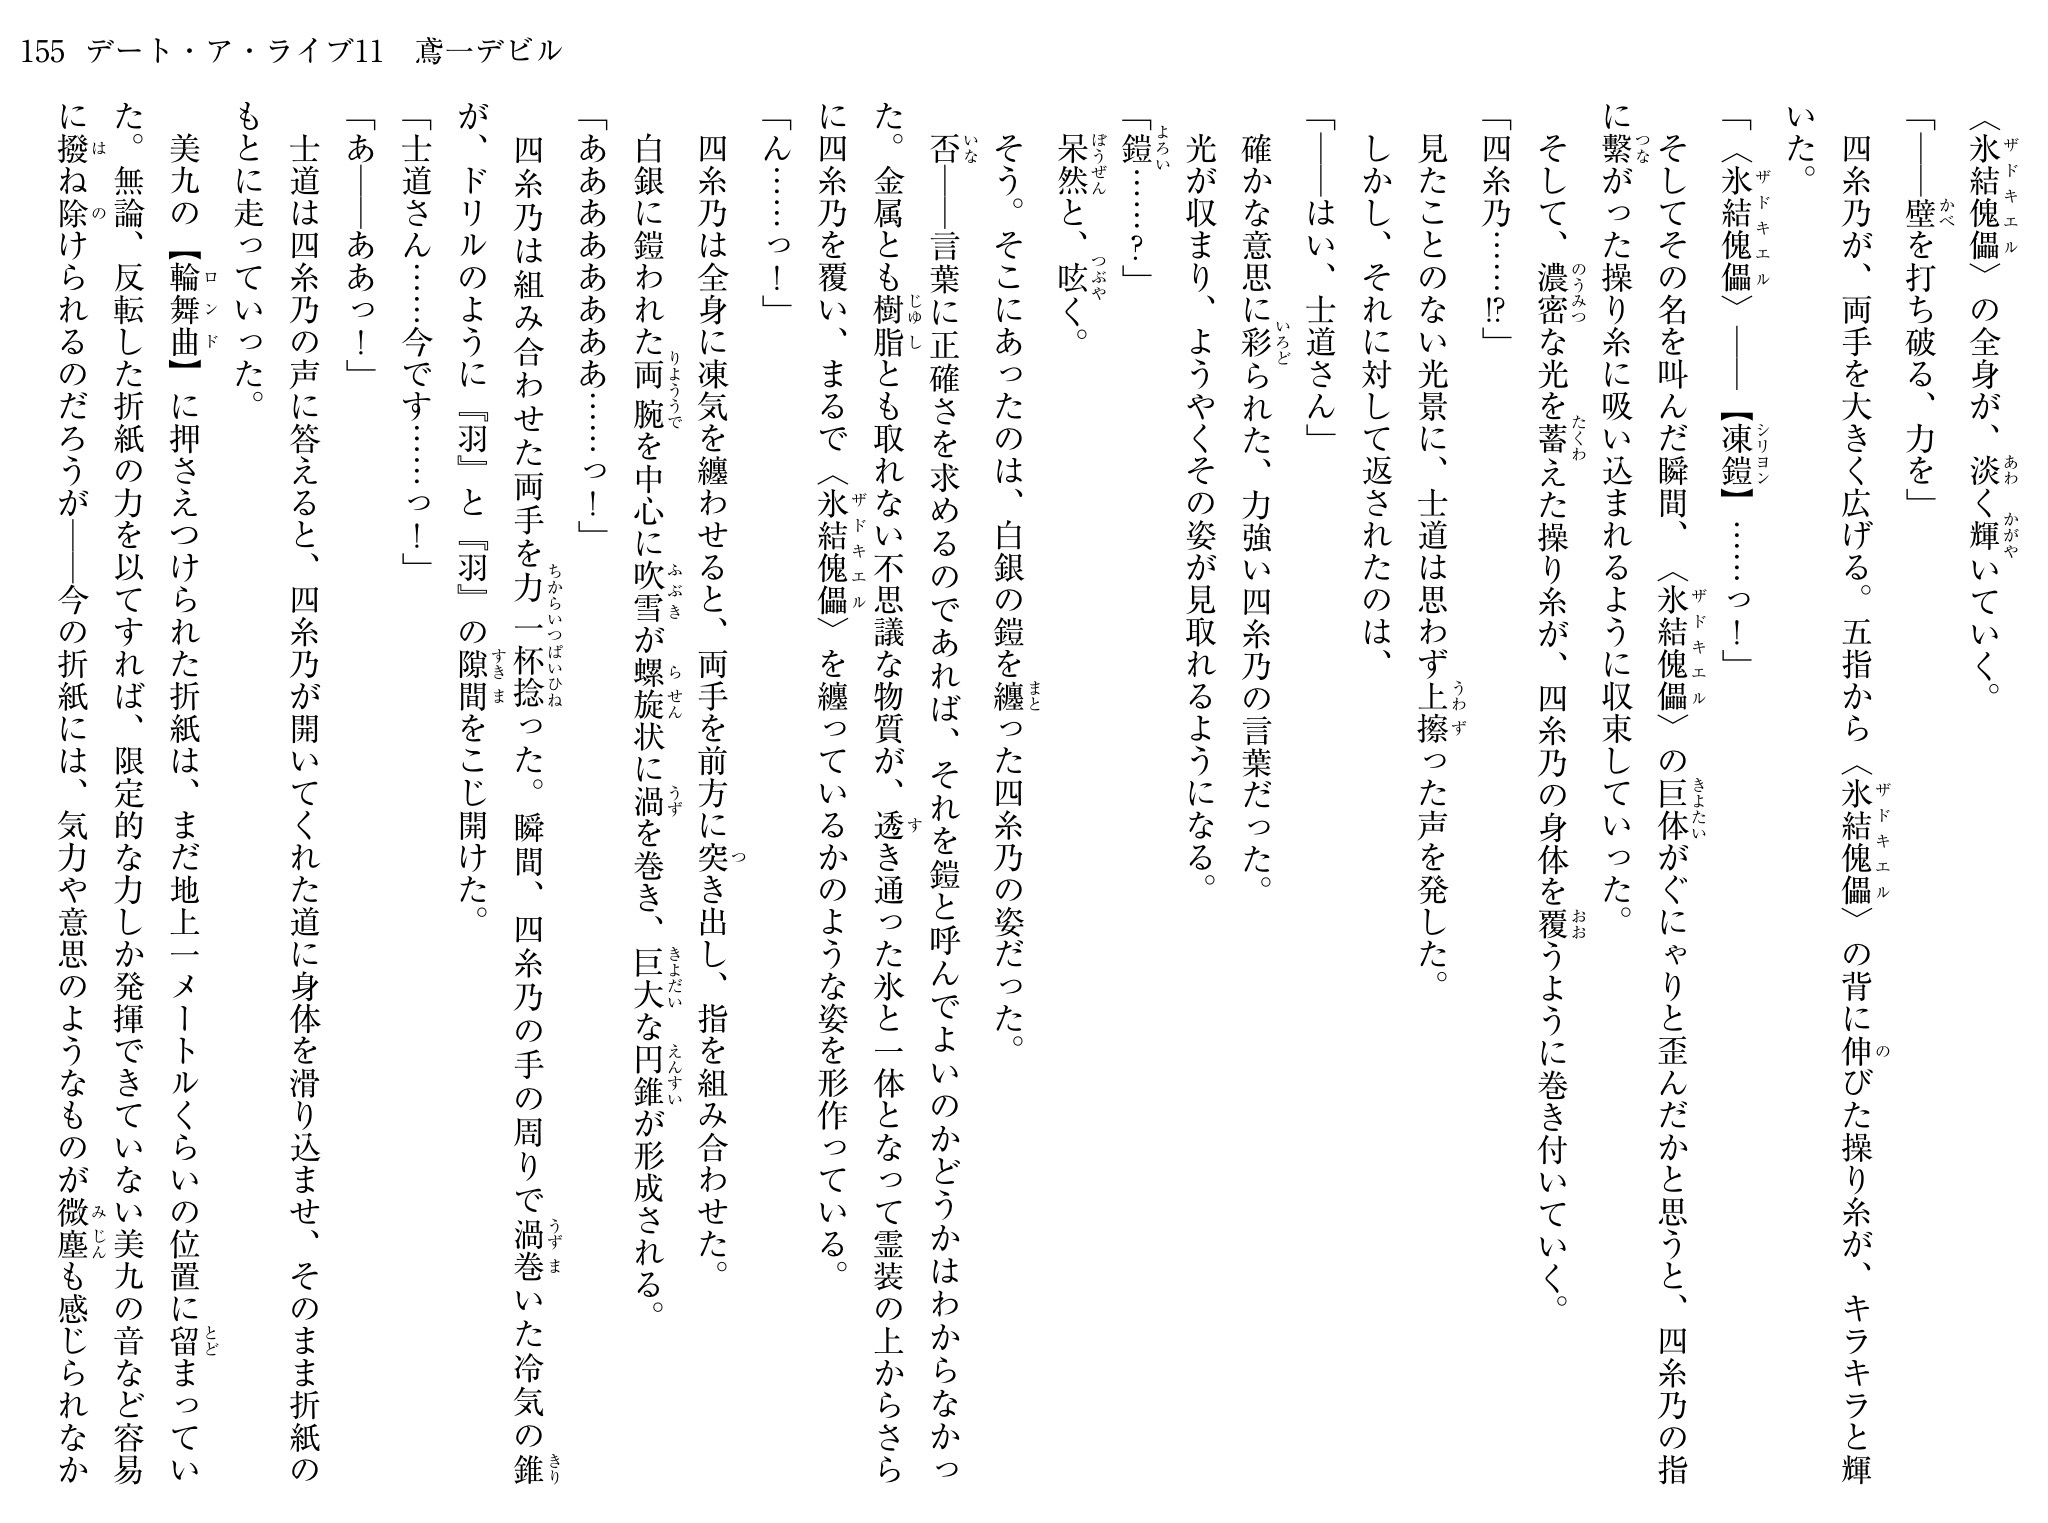 155 デート・ア・ライブ11　鳶一デビル
〈氷結傀儡〉の全身が、淡く輝いていく。
「――壁を打ち破る、力を」
　四糸乃が、両手を大きく広げる。五指から〈氷結傀儡〉の背に伸びた操り糸が、キラキラと輝
いた。
「〈氷結傀儡〉――【凍鎧】……っ！」
　そしてその名を叫んだ瞬間、〈氷結傀儡〉の巨体がぐにゃりと歪んだかと思うと、四糸乃の指
に繫がった操り糸に吸い込まれるように収束していった。
　そして、濃密な光を蓄えた操り糸が、四糸乃の身体を覆うように巻き付いていく。
「四糸乃……!?」
　見たことのない光景に、士道は思わず上擦った声を発した。
　しかし、それに対して返されたのは、
「――はい、士道さん」
　確かな意思に彩られた、力強い四糸乃の言葉だった。
　光が収まり、ようやくその姿が見取れるようになる。
「鎧……？」
　呆然と、呟く。
　そう。そこにあったのは、白銀の鎧を纏った四糸乃の姿だった。
　否――言葉に正確さを求めるのであれば、それを鎧と呼んでよいのかどうかはわからなかっ
た。金属とも樹脂とも取れない不思議な物質が、透き通った氷と一体となって霊装の上からさら
に四糸乃を覆い、まるで〈氷結傀儡〉を纏っているかのような姿を形作っている。
「ん……っ！」
　四糸乃は全身に凍気を纏わせると、両手を前方に突き出し、指を組み合わせた。
　白銀に鎧われた両腕を中心に吹雪が螺旋状に渦を巻き、巨大な円錐が形成される。
「あああああああああ……っ！」
　四糸乃は組み合わせた両手を力一杯捻った。瞬間、四糸乃の手の周りで渦巻いた冷気の錐
が、ドリルのように『羽』と『羽』の隙間をこじ開けた。
「士道さん……今です……っ！」
「あ――ああっ！」
　士道は四糸乃の声に答えると、四糸乃が開いてくれた道に身体を滑り込ませ、そのまま折紙の
もとに走っていった。
　美九の【輪舞曲】に押さえつけられた折紙は、まだ地上一メートルくらいの位置に留まってい
た。無論、反転した折紙の力を以てすれば、限定的な力しか発揮できていない美九の音など容易
に撥ね除けられるのだろうが――今の折紙には、気力や意思のようなものが微塵も感じられなか